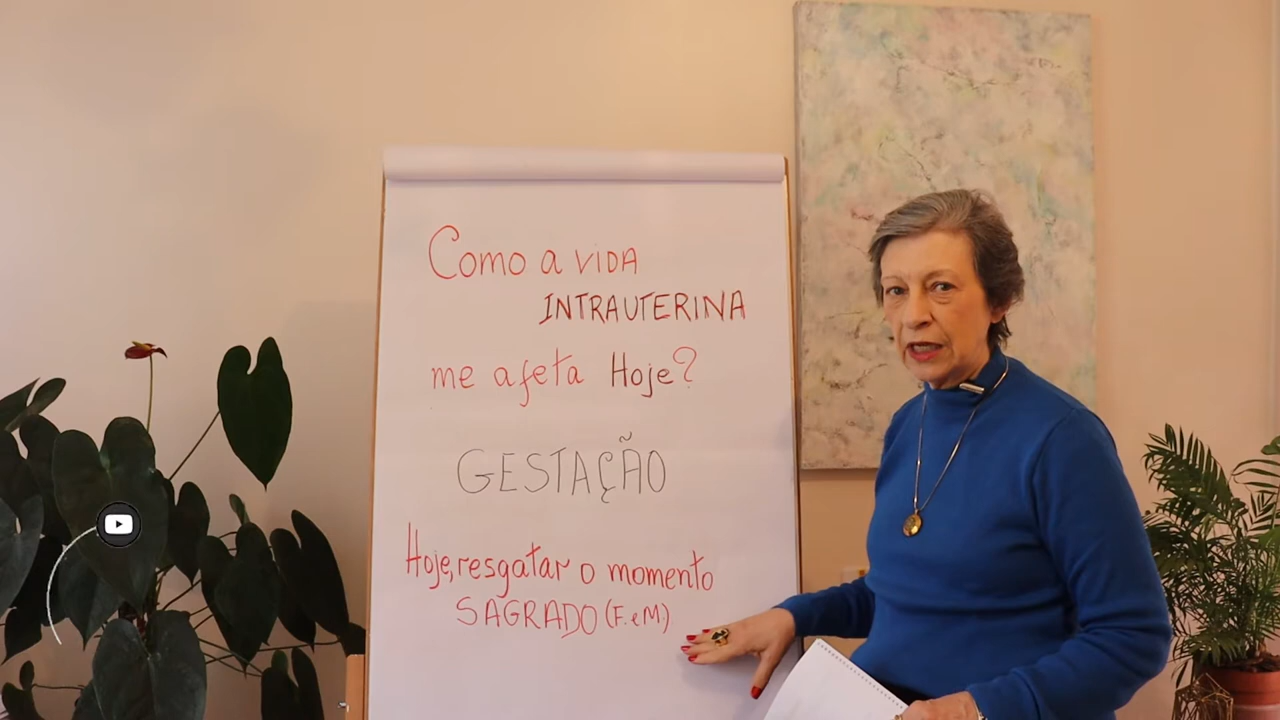 Como a VIDA
INTRAUTERINA
me afeta Hoje?
GESTAÇÃO
Hoje, resgatar o momento
SAGRADO (F. e M.)